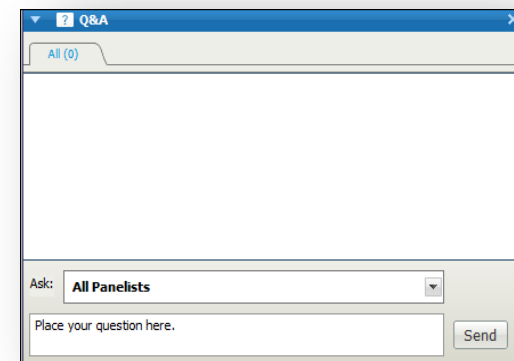 ? Q&A
All (0)
Ask: All Panelists
Place your question here.
Send